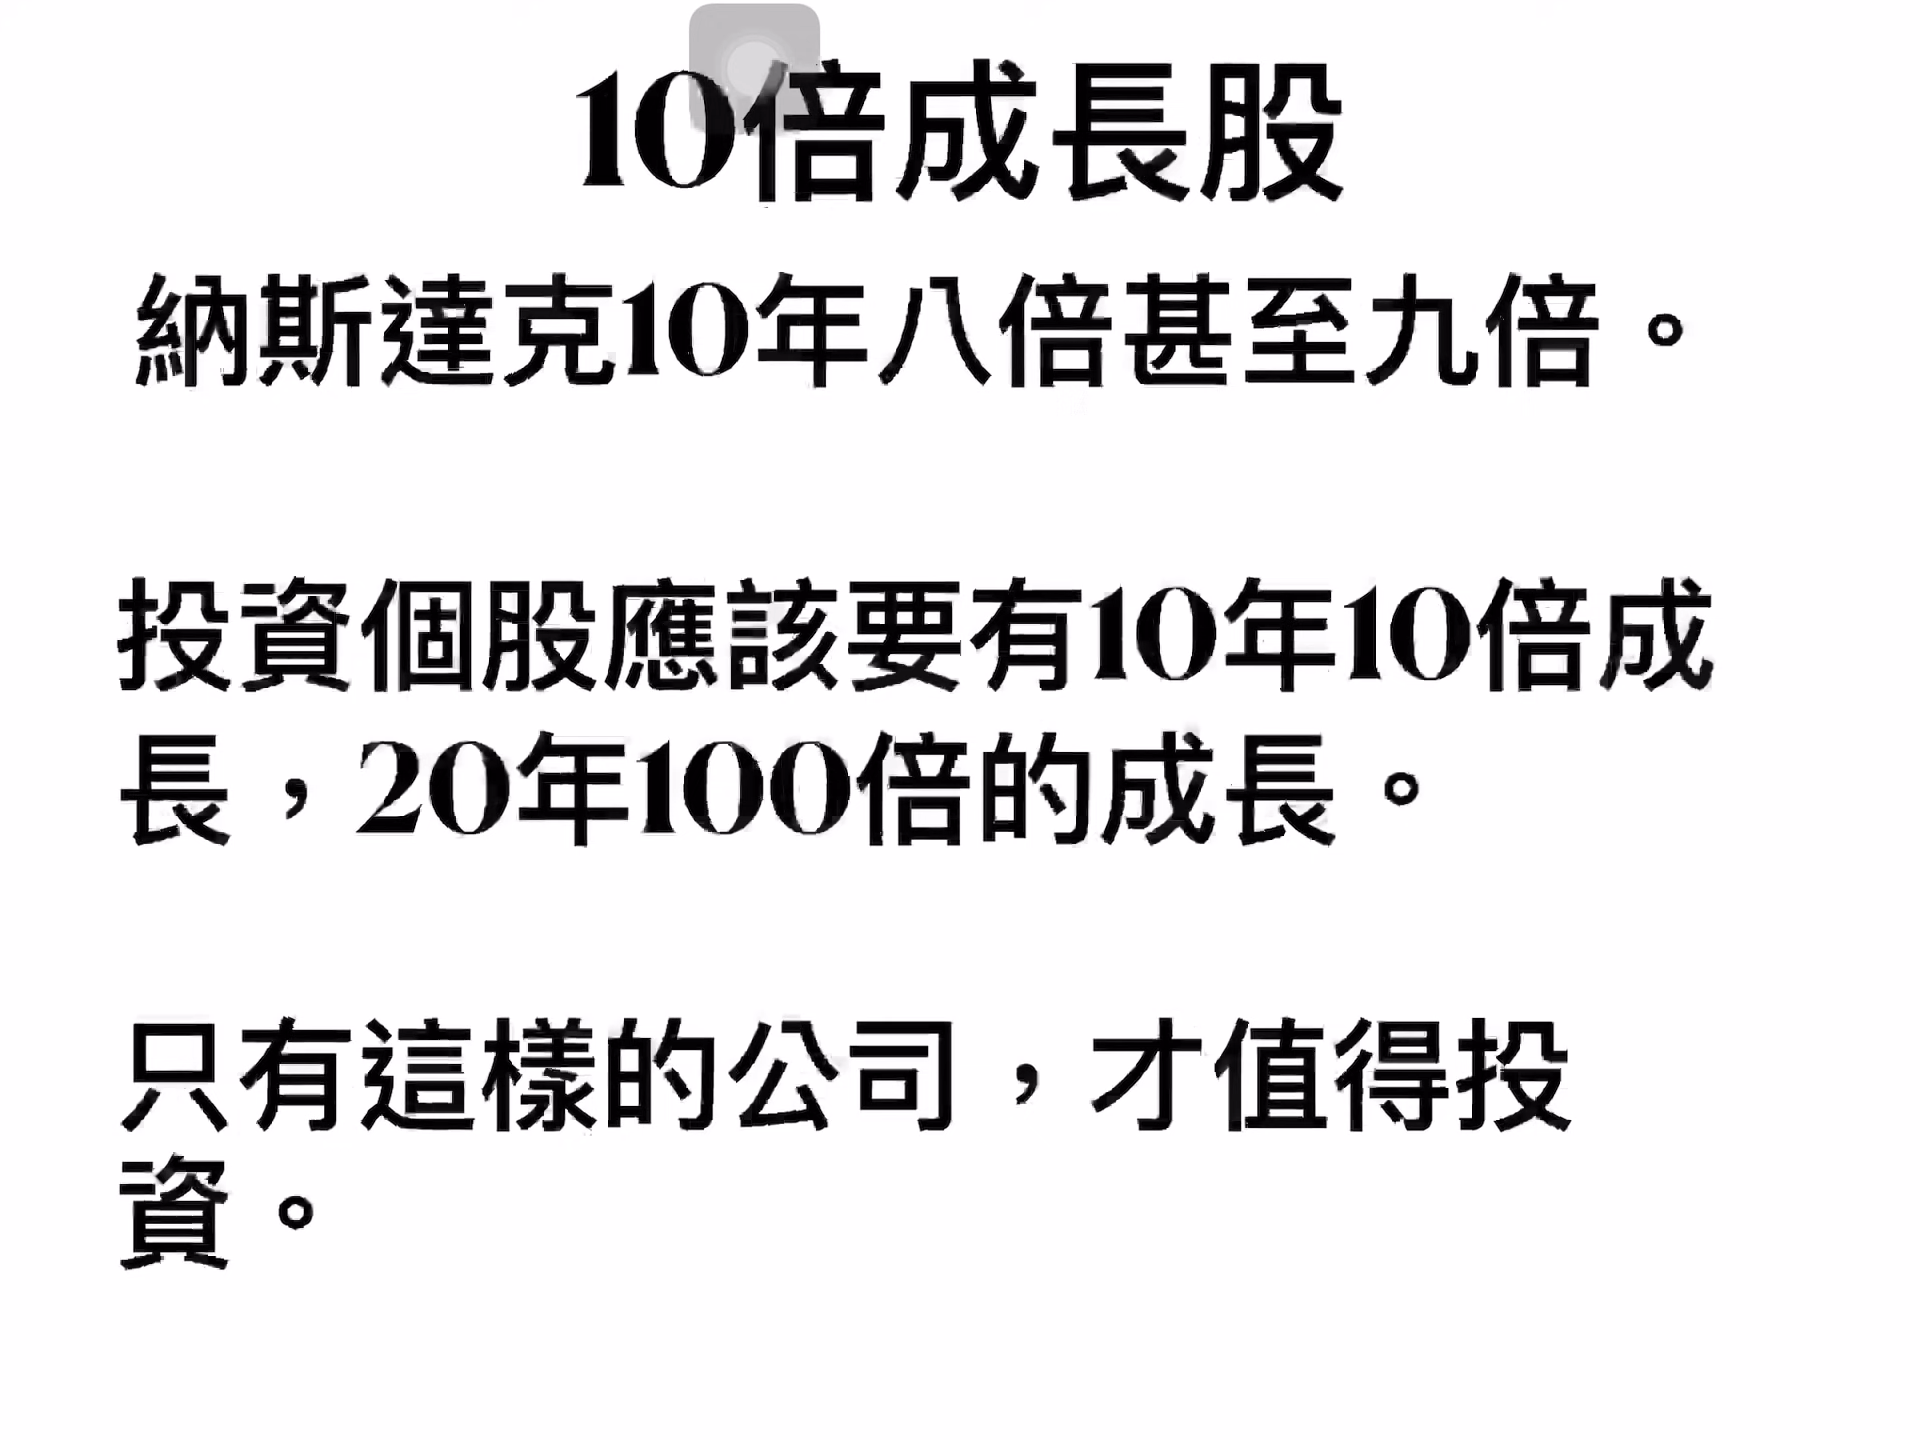 10倍成長股
納斯達克10年八倍甚至九倍。
投資個股應該要有10年10倍成
長，20年100倍的成長。
只有這樣的公司，才值得投
資。